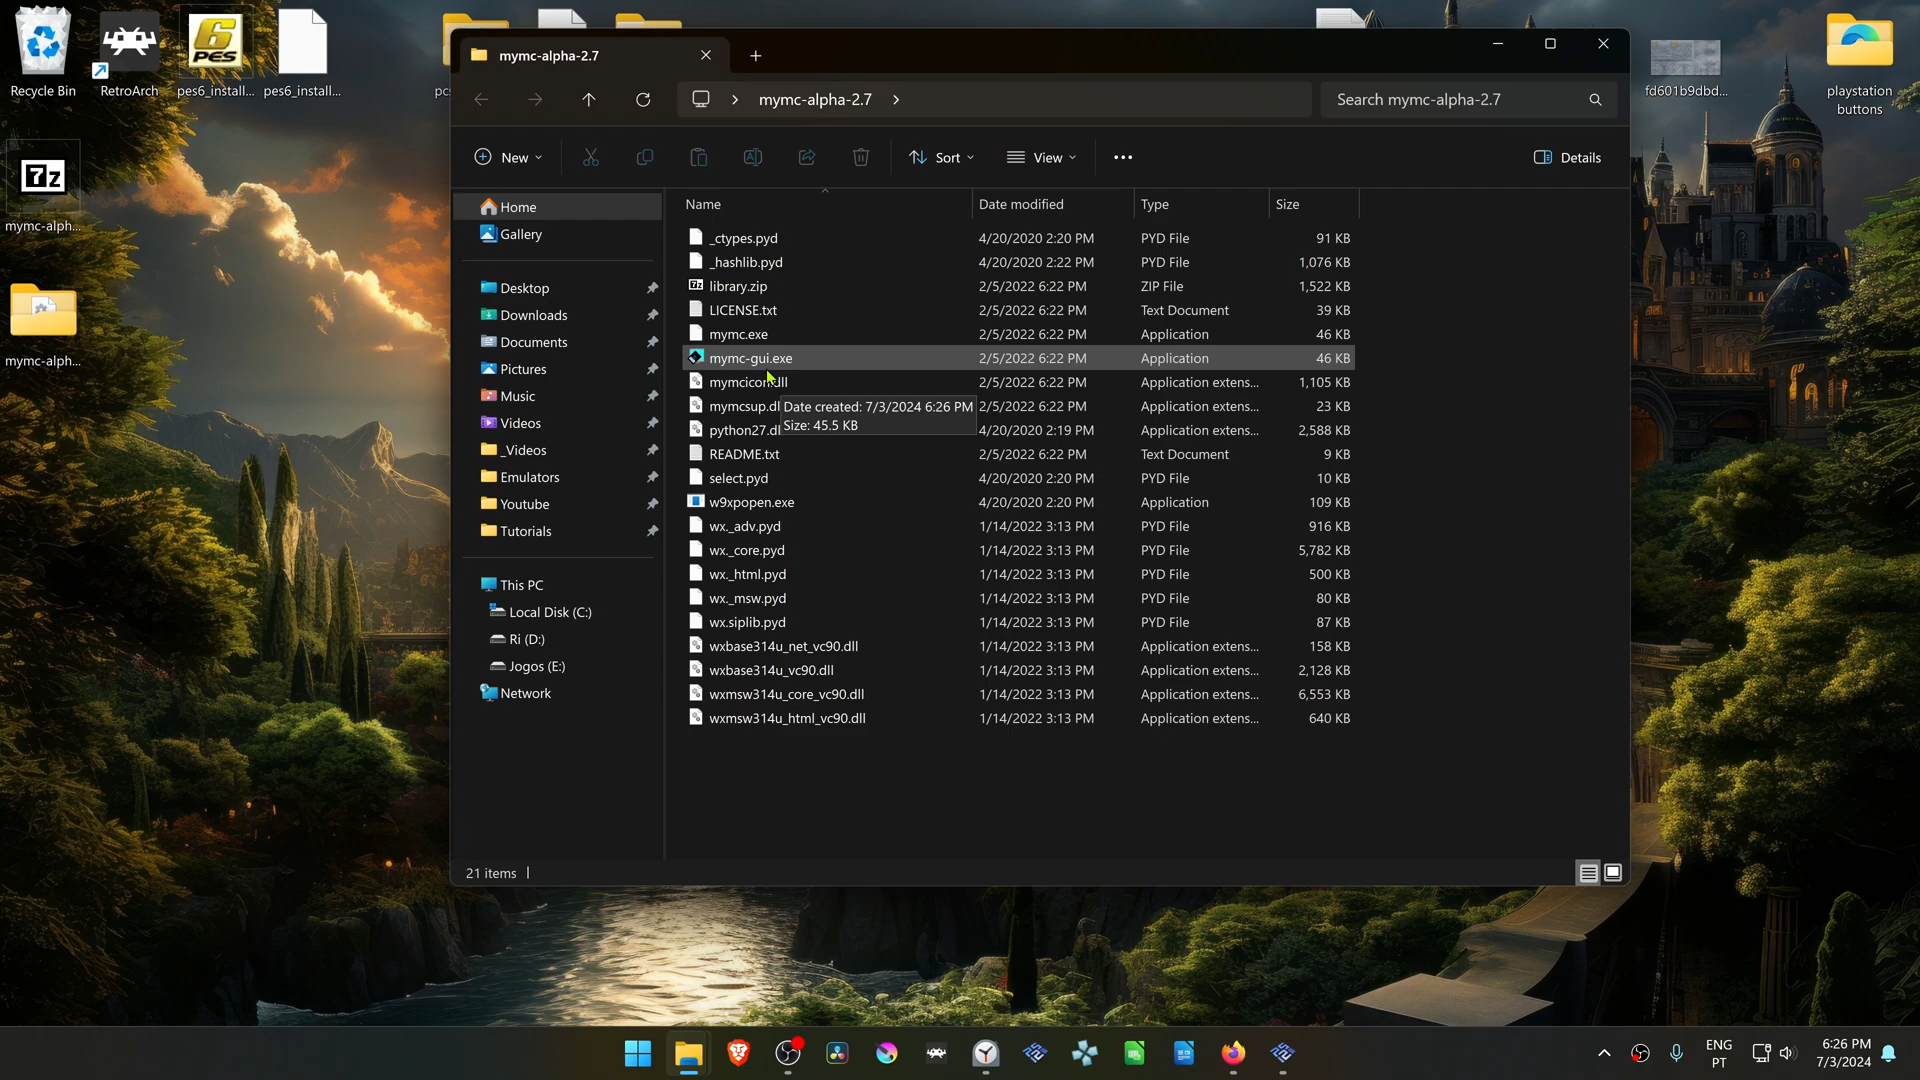 Recycle Bin
RetroArch
pes6_install...
pes6_install...
mymc-alph...
mymc-alph...
fd601b9dbd...
playstation
buttons
mymc-alpha-2.7
mymc-alpha-2.7
Search mymc-alpha-2.7
New
Sort
View
Details
Home
Gallery
Desktop
Downloads
Documents
Pictures
Music
Videos
_Videos
Emulators
Youtube
Tutorials
This PC
Local Disk (C:)
Ri (D:)
Jogos (E:)
Network
Name Date modified Type Size
_ctypes.pyd 4/20/2020 2:20 PM PYD File 91 KB
_hashlib.pyd 4/20/2020 2:22 PM PYD File 1,076 KB
library.zip 2/5/2022 6:22 PM ZIP File 1,522 KB
LICENSE.txt 2/5/2022 6:22 PM Text Document 39 KB
mymc.exe 2/5/2022 6:22 PM Application 46 KB
mymc-gui.exe 2/5/2022 6:22 PM Application 46 KB
mymcicon.dll 2/5/2022 6:22 PM Application extens... 1,105 KB
mymcsup.dl 2/5/2022 6:22 PM Application extens... 23 KB
python27.dl 4/20/2020 2:19 PM Application extens... 2,588 KB
Date created: 7/3/2024 6:26 PM
Size: 45.5 KB
README.txt 2/5/2022 6:22 PM Text Document 9 KB
select.pyd 4/20/2020 2:20 PM PYD File 10 KB
w9xpopen.exe 4/20/2020 2:20 PM Application 109 KB
wx._adv.pyd 1/14/2022 3:13 PM PYD File 916 KB
wx._core.pyd 1/14/2022 3:13 PM PYD File 5,782 KB
wx._html.pyd 1/14/2022 3:13 PM PYD File 500 KB
wx._msw.pyd 1/14/2022 3:13 PM PYD File 80 KB
wx.siplib.pyd 1/14/2022 3:13 PM PYD File 87 KB
wxbase314u_net_vc90.dll 1/14/2022 3:13 PM Application extens... 158 KB
wxbase314u_vc90.dll 1/14/2022 3:13 PM Application extens... 2,128 KB
wxmsw314u_core_vc90.dll 1/14/2022 3:13 PM Application extens... 6,553 KB
wxmsw314u_html_vc90.dll 1/14/2022 3:13 PM Application extens... 640 KB
21 items
ENG
PT
6:26 PM
7/3/2024
6
PES
7z